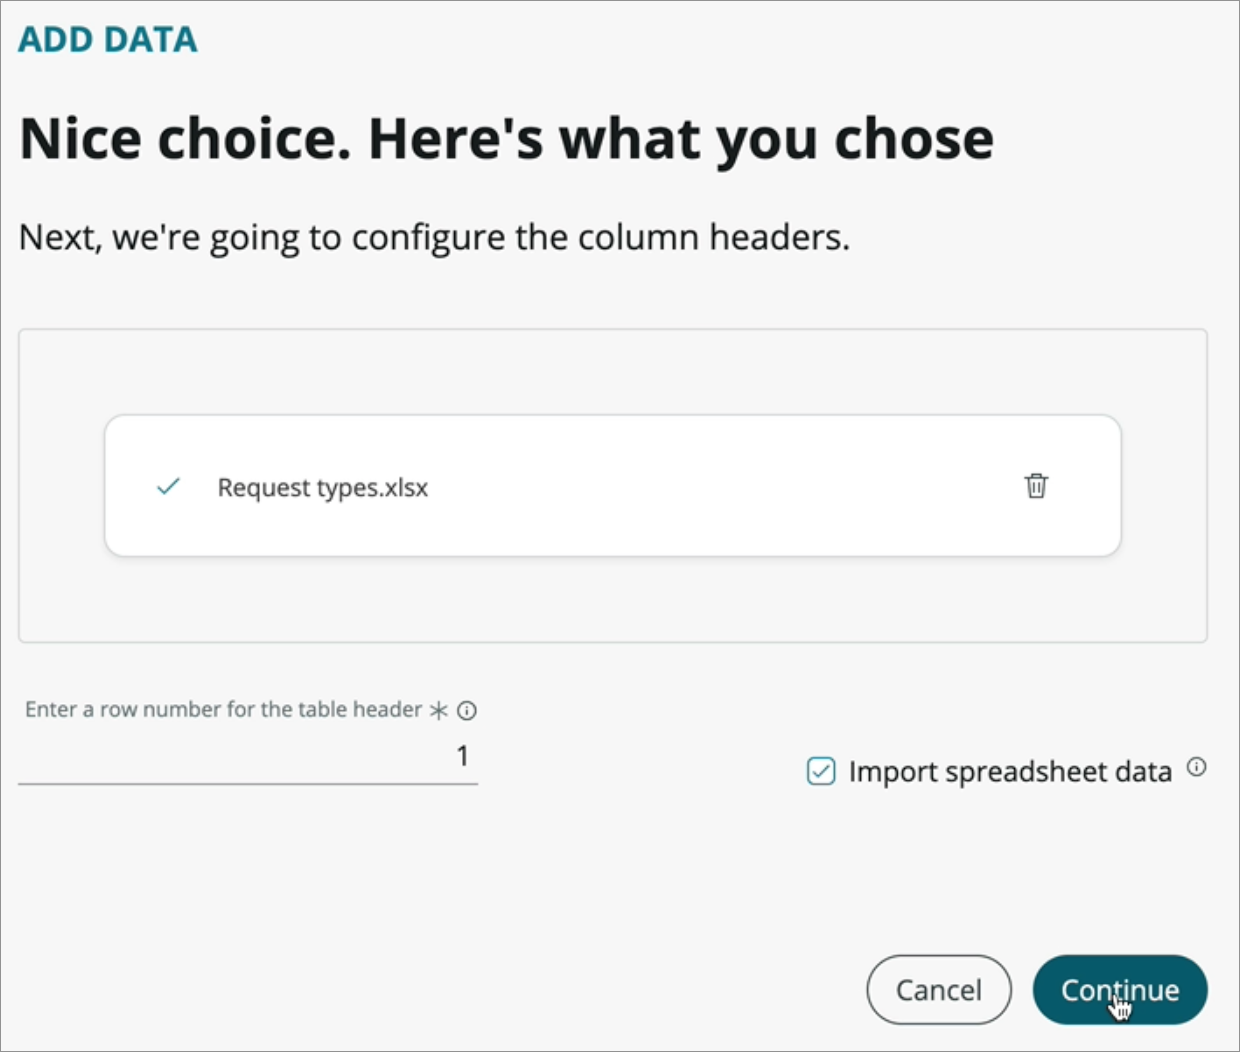 ADD DATA
Nice choice. Here's what you chose
Next, we're going to configure the column headers.
Request types.xlsx
Enter a row number for the table header *
1
Import spreadsheet data
Cancel
Continue